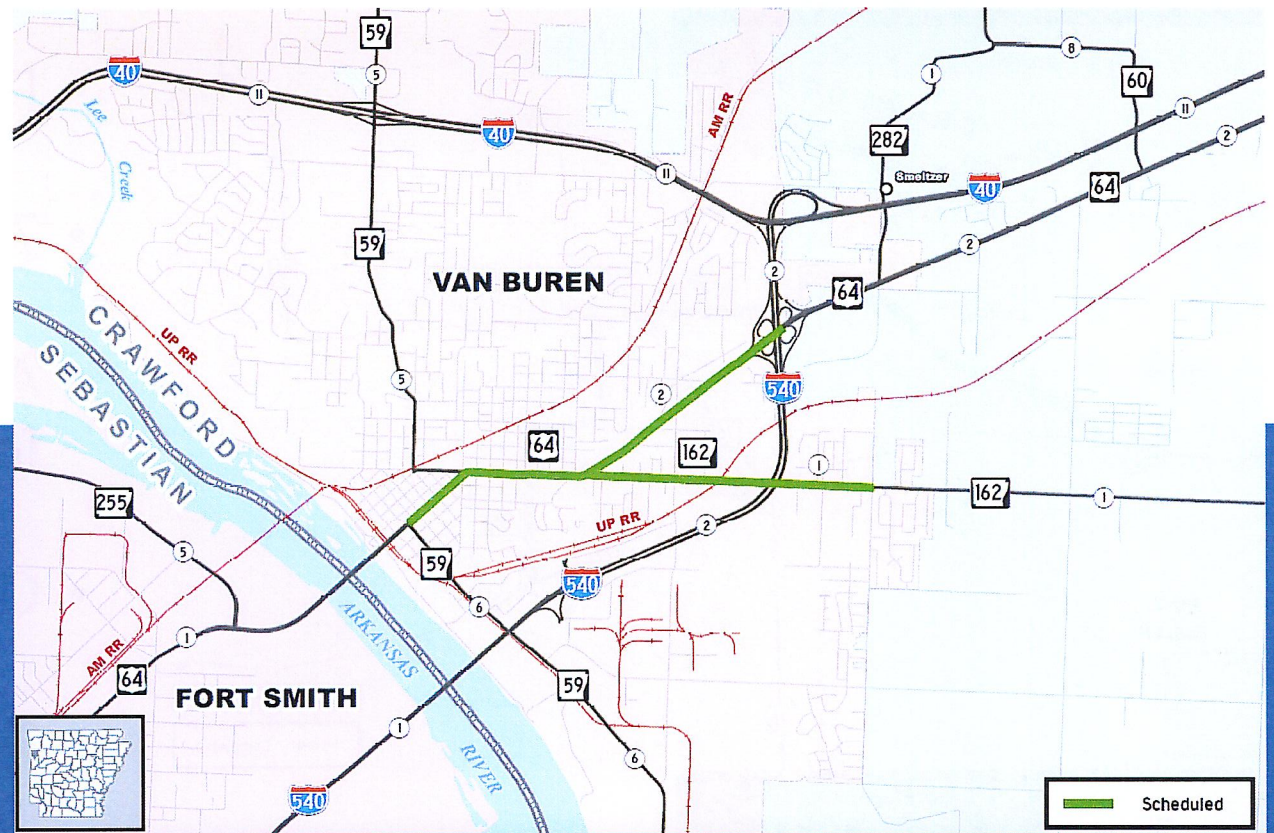 59
40
5
11
40
Lee
Creek
AM RR
11
1
8
60
282
11
2
Smeltzer
40
64
59
VAN BUREN
2
2
64
CRAWFORD
SEBASTIAN
UP RR
5
2
540
64
162
1
255
162
1
UP RR
2
5
59
540
6
ARKANSAS
RIVER
1
AM RR
64
FORT SMITH
59
1
6
540
Scheduled